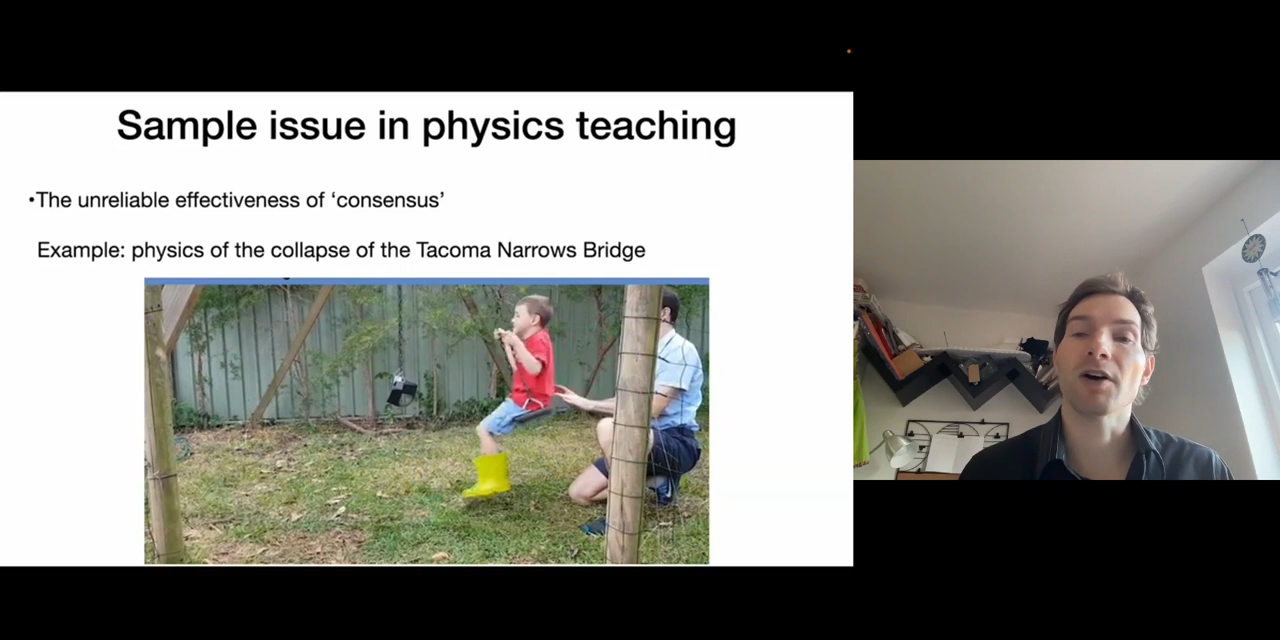 Sample issue in physics teaching
•The unreliable effectiveness of ‘consensus’
Example: physics of the collapse of the Tacoma Narrows Bridge